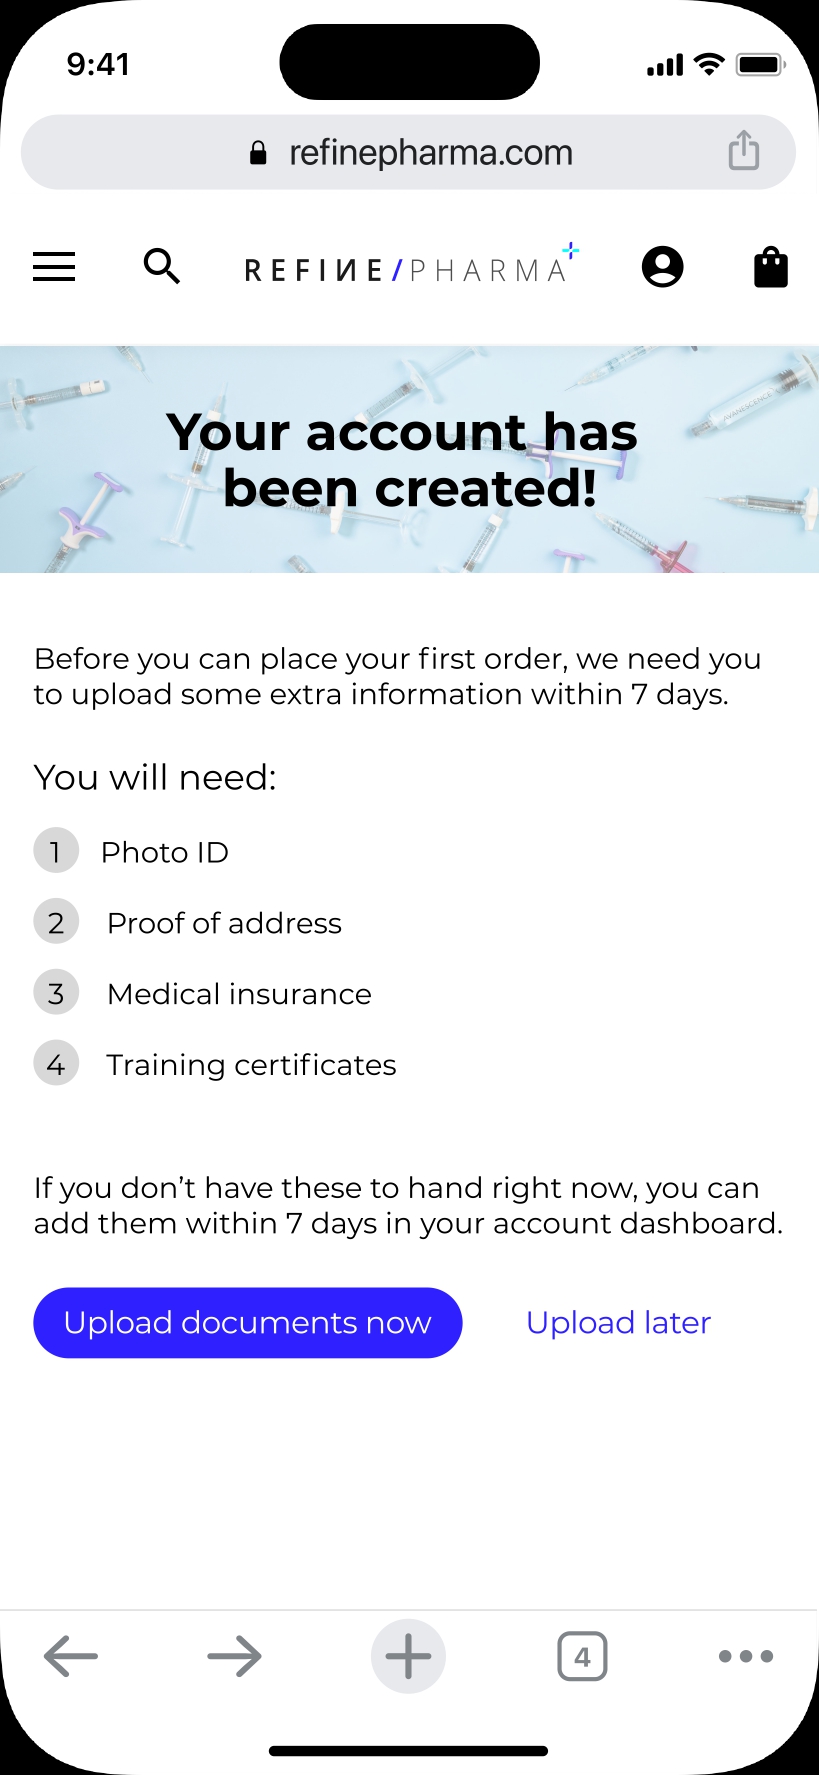 9:41
refinepharma.com
REFINE/PHARMA
Your account has
been created!
Before you can place your first order, we need you
to upload some extra information within 7 days.
You will need:
1 Photo ID
2 Proof of address
3 Medical insurance
4 Training certificates
If you don’t have these to hand right now, you can
add them within 7 days in your account dashboard.
Upload documents now Upload later
4